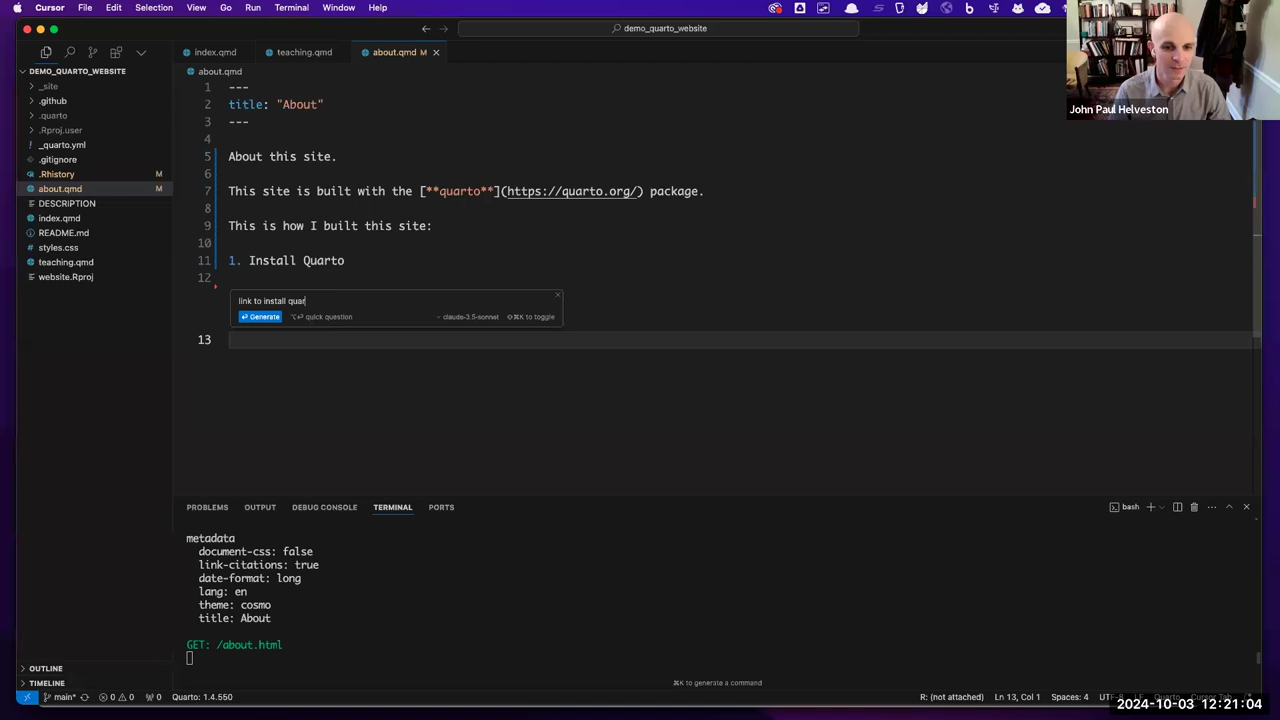 Cursor File Edit Selection View Go Run Terminal Window Help
demo_quarto_website
index.qmd teaching.qmd about.qmd M
DEMO_QUARTO_WEBSITE
_site
.github
.quarto
.Rproj.user
_quarto.yml
.gitignore
.Rhistory M
about.qmd M
DESCRIPTION
index.qmd
README.md
styles.css
teaching.qmd
website.Rproj
OUTLINE
TIMELINE
about.qmd
1 ---
2 title: "About"
3 ---
4
5 About this site.
6
7 This site is built with the [**quarto**](https://quarto.org/) package.
8
9 This is how I built this site:
10
11 1. Install Quarto
12
link to install quar
Generate quick question claude-3.5-sonnet ⇧⌘K to toggle
13
John Paul Helveston
PROBLEMS OUTPUT DEBUG CONSOLE TERMINAL PORTS
bash
metadata
document-css: false
link-citations: true
date-format: long
lang: en
theme: cosmo
title: About
GET: /about.html
⌘K to generate a command
main* 0 0 0 Quarto: 1.4.550 R: (not attached) Ln 13, Col 1 Spaces: 4
2024-10-03 12:21:04